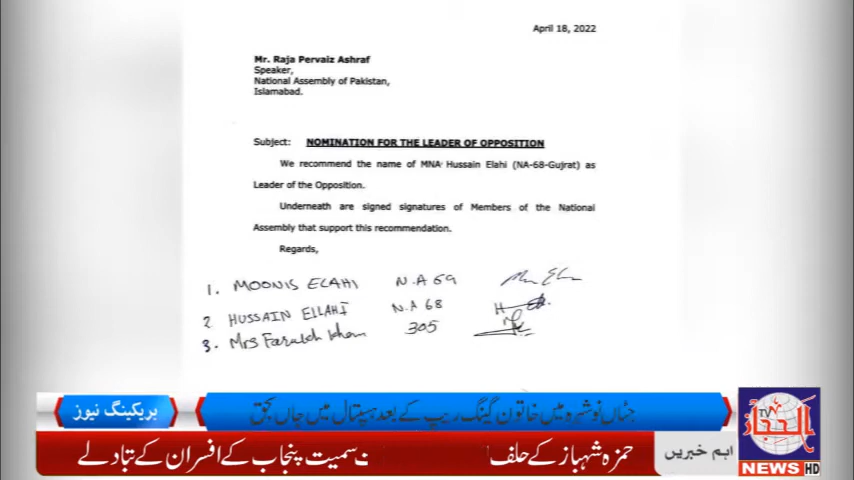 April 18, 2022
Mr. Raja Pervaiz Ashraf
Speaker,
National Assembly of Pakistan,
Islamabad.
Subject: NOMINATION FOR THE LEADER OF OPPOSITION
We recommend the name of MNA Hussain Elahi (NA-68-Gujrat) as
Leader of the Opposition.
Underneath are signed signatures of Members of the National
Assembly that support this recommendation.
Regards,
1. MOONIS ELAHI N.A 69
2 HUSSAIN ELLAHI N.A 68
3. Mrs Farrukh Khan 305
بریکنگ نیوز
جہاں نوشہرہ میں خاتون گینگ ریپ کے بعد ہسپتال میں جاں بحق
اہم خبریں
حمزہ شہباز کے حلف
ن سمیت پنجاب کے افسران کے تبادلے
TV
الحجاز
NEWS HD